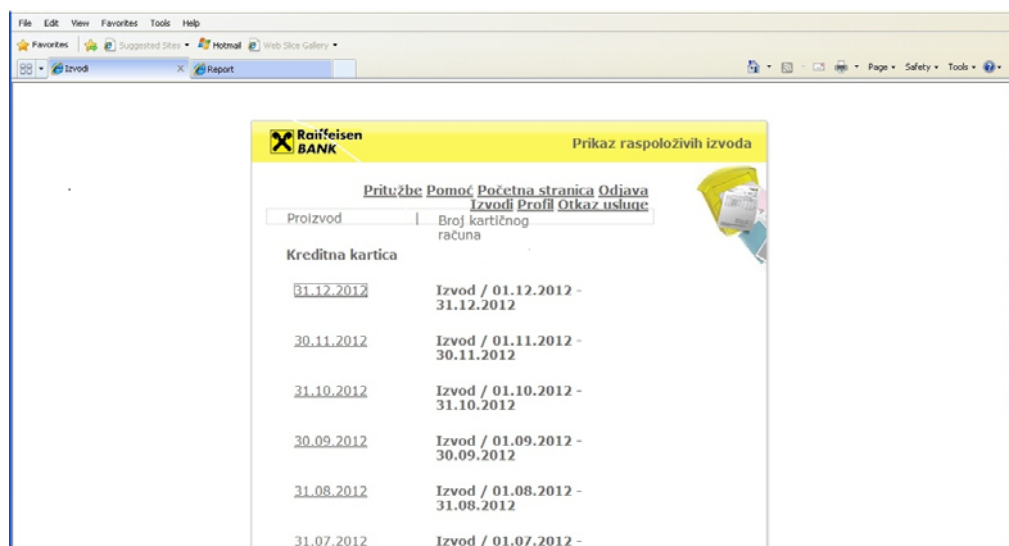 File Edit View Favorites Tools Help
Favorites Suggested Sites Hotmail Web Slice Gallery
Izvodi Report Page Safety Tools
Raiffeisen
BANK
Prikaz raspoloživih izvoda
Pritužbe Pomoć Početna stranica Odjava
Izvodi Profil Otkaz usluge
Proizvod | Broj kartičnog
računa
Kreditna kartica
31.12.2012 Izvod / 01.12.2012 -
31.12.2012
30.11.2012 Izvod / 01.11.2012 -
30.11.2012
31.10.2012 Izvod / 01.10.2012 -
31.10.2012
30.09.2012 Izvod / 01.09.2012 -
30.09.2012
31.08.2012 Izvod / 01.08.2012 -
31.08.2012
31.07.2012 Izvod / 01.07.2012 -